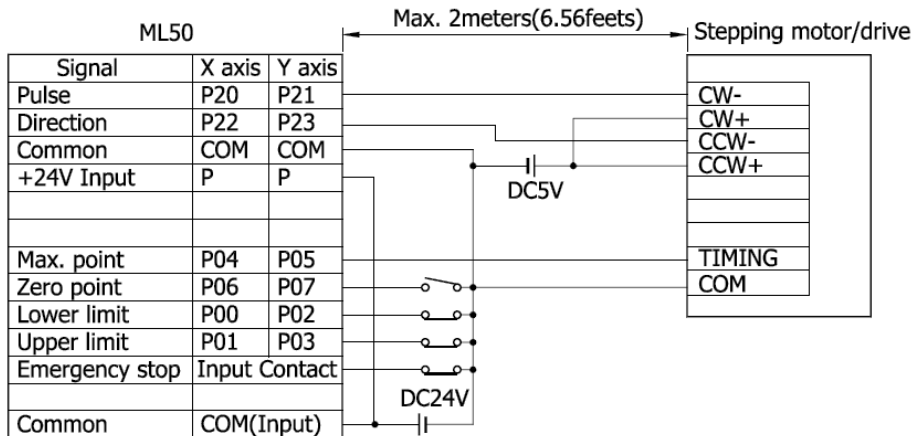 Max. 2meters(6.56feets)
ML50
Stepping motor/drive
Signal X axis Y axis
Pulse P20 P21
CW-
Direction P22 P23
CW+
CCW-
Common COM COM
CCW+
+24V Input P P
DC5V
Max. point P04 P05
TIMING
Zero point P06 P07
COM
Lower limit P00 P02
Upper limit P01 P03
Emergency stop Input Contact
DC24V
Common COM(Input)